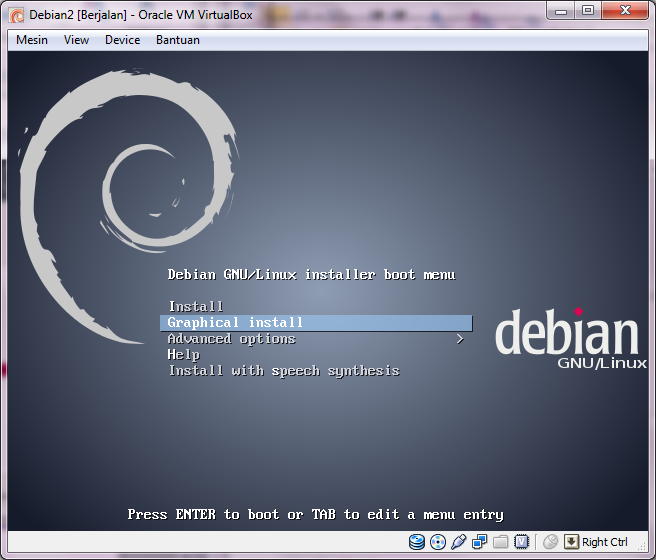 Debian2 [Berjalan] - Oracle VM VirtualBox
Mesin View Device Bantuan
Debian GNU/Linux installer boot menu
Install
Graphical install
Advanced options >
Help
Install with speech synthesis
debian
GNU/Linux
Press ENTER to boot or TAB to edit a menu entry
Right Ctrl